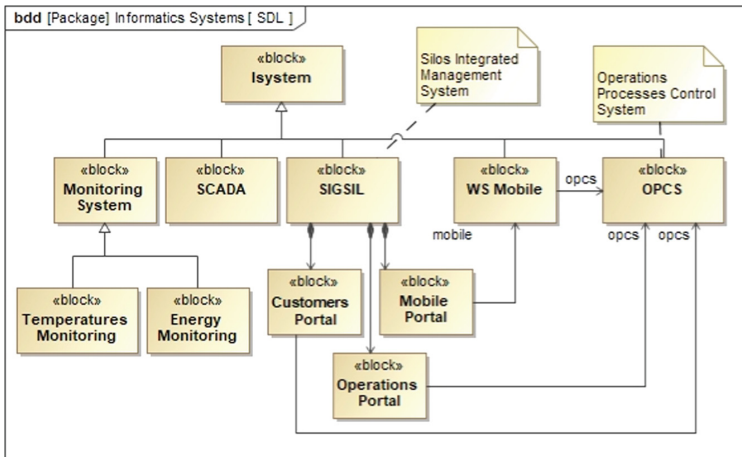 bdd [Package] Informatics Systems [ SDL ]
«block»
Isystem
Silos Integrated
Management
System
Operations
Processes Control
System
«block»
Monitoring
System
«block»
SCADA
«block»
SIGSIL
«block»
WS Mobile
opcs
«block»
OPCS
mobile
opcs
opcs
«block»
Temperatures
Monitoring
«block»
Energy
Monitoring
«block»
Customers
Portal
«block»
Mobile
Portal
«block»
Operations
Portal